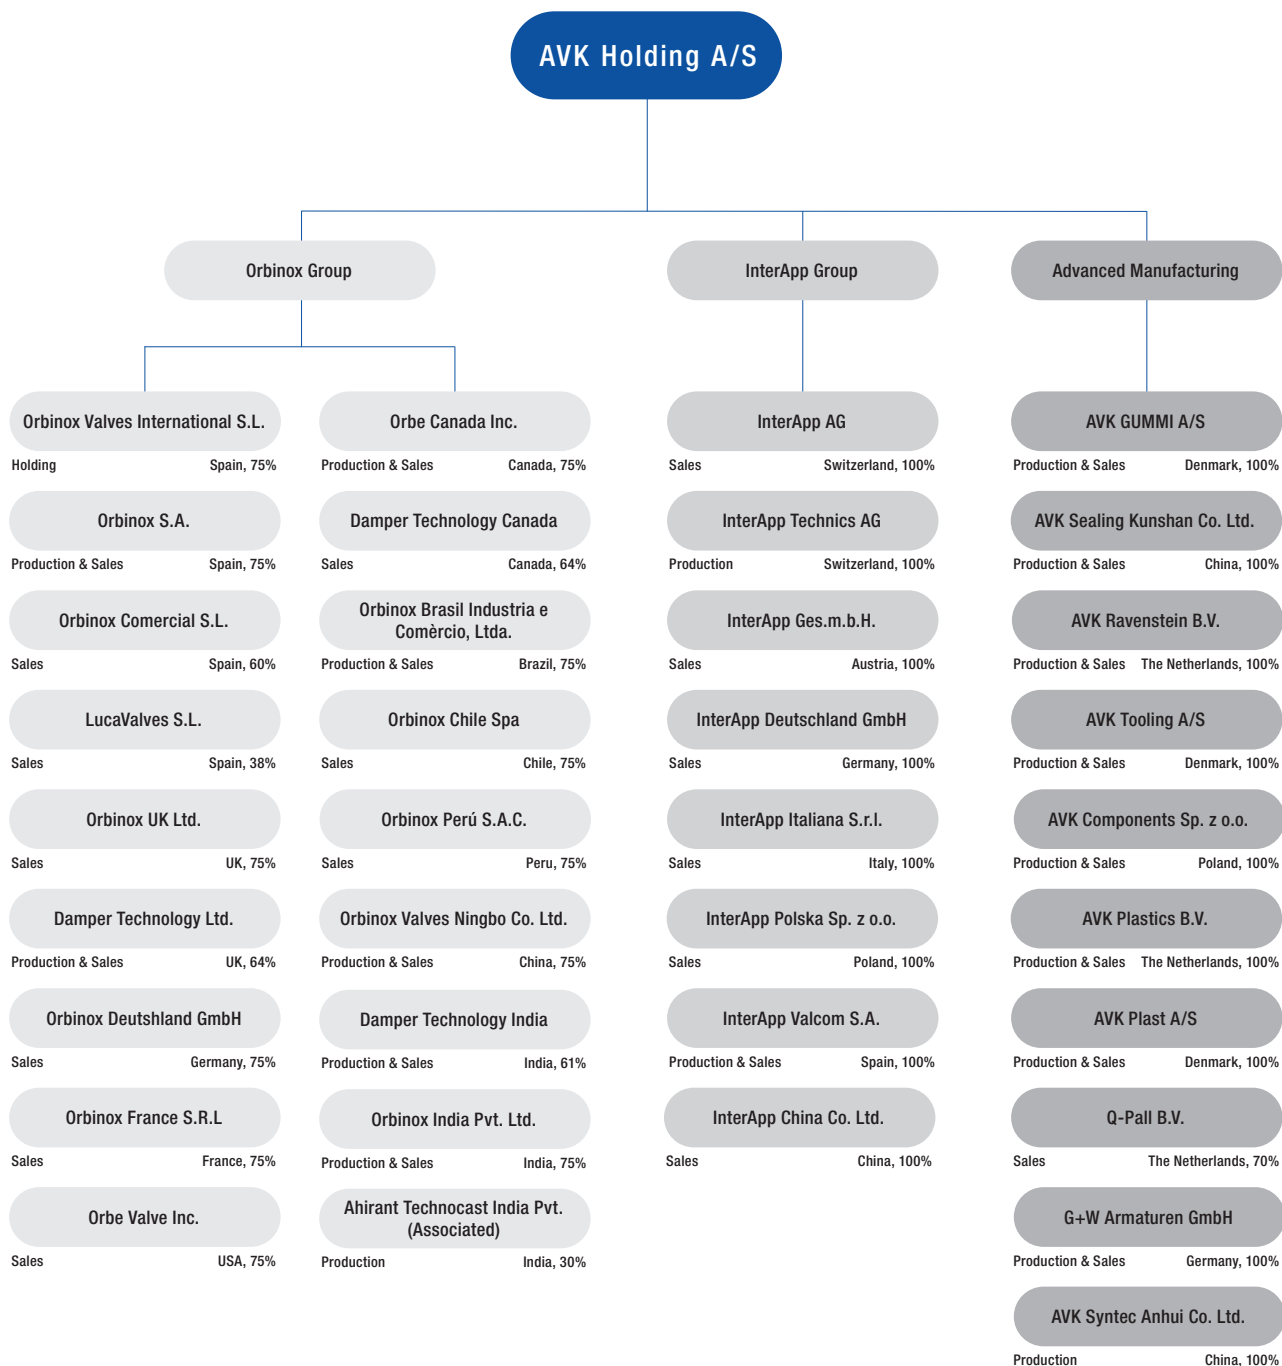 AVK Holding A/S
Orbinox Group
InterApp Group
Advanced Manufacturing
Orbinox Valves International S.L.
Holding Spain, 75%
Orbinox S.A.
Production & Sales Spain, 75%
Orbinox Comercial S.L.
Sales Spain, 60%
LucaValves S.L.
Sales Spain, 38%
Orbinox UK Ltd.
Sales UK, 75%
Damper Technology Ltd.
Production & Sales UK, 64%
Orbinox Deutshland GmbH
Sales Germany, 75%
Orbinox France S.R.L
Sales France, 75%
Orbe Valve Inc.
Sales USA, 75%
Orbe Canada Inc.
Production & Sales Canada, 75%
Damper Technology Canada
Sales Canada, 64%
Orbinox Brasil Industria e
Comèrcio, Ltda.
Production & Sales Brazil, 75%
Orbinox Chile Spa
Sales Chile, 75%
Orbinox Perú S.A.C.
Sales Peru, 75%
Orbinox Valves Ningbo Co. Ltd.
Production & Sales China, 75%
Damper Technology India
Production & Sales India, 61%
Orbinox India Pvt. Ltd.
Production & Sales India, 75%
Ahirant Technocast India Pvt.
(Associated)
Production India, 30%
InterApp AG
Sales Switzerland, 100%
InterApp Technics AG
Production Switzerland, 100%
InterApp Ges.m.b.H.
Sales Austria, 100%
InterApp Deutschland GmbH
Sales Germany, 100%
InterApp Italiana S.r.l.
Sales Italy, 100%
InterApp Polska Sp. z o.o.
Sales Poland, 100%
InterApp Valcom S.A.
Production & Sales Spain, 100%
InterApp China Co. Ltd.
Sales China, 100%
AVK GUMMI A/S
Production & Sales Denmark, 100%
AVK Sealing Kunshan Co. Ltd.
Production & Sales China, 100%
AVK Ravenstein B.V.
Production & Sales The Netherlands, 100%
AVK Tooling A/S
Production & Sales Denmark, 100%
AVK Components Sp. z o.o.
Production & Sales Poland, 100%
AVK Plastics B.V.
Production & Sales The Netherlands, 100%
AVK Plast A/S
Production & Sales Denmark, 100%
Q-Pall B.V.
Sales The Netherlands, 70%
G+W Armaturen GmbH
Production & Sales Germany, 100%
AVK Syntec Anhui Co. Ltd.
Production China, 100%